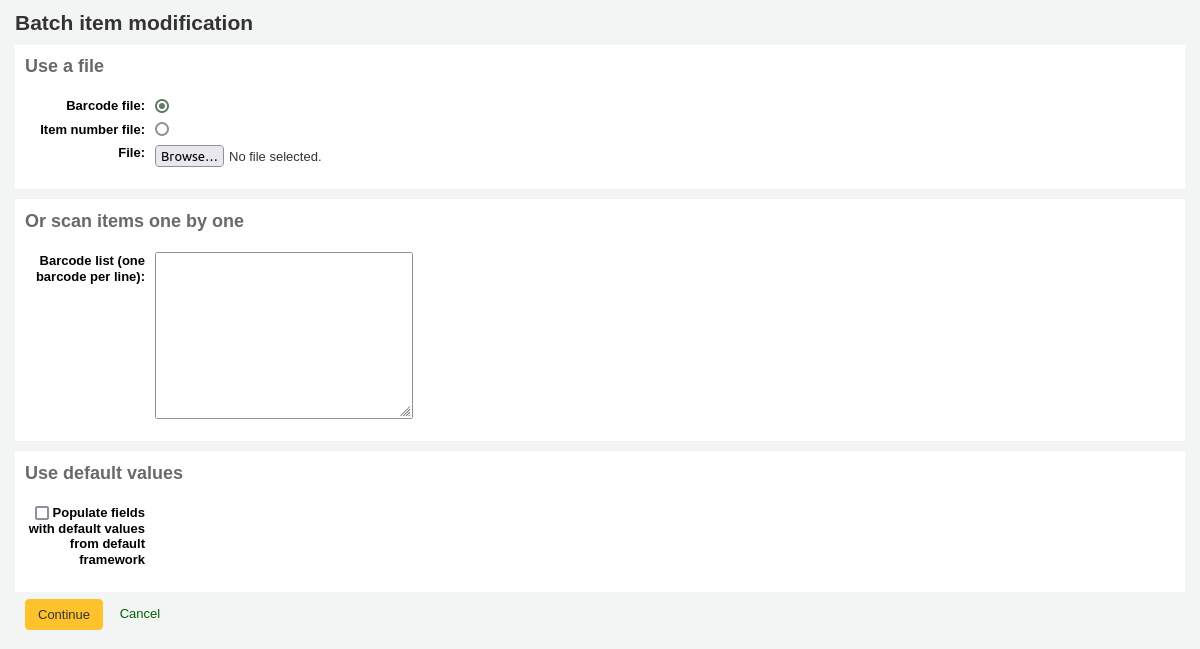 Batch item modification
Use a file
Barcode file:
Item number file:
File: Browse... No file selected.
Or scan items one by one
Barcode list (one
barcode per line):
Use default values
Populate fields
with default values
from default
framework
Continue Cancel